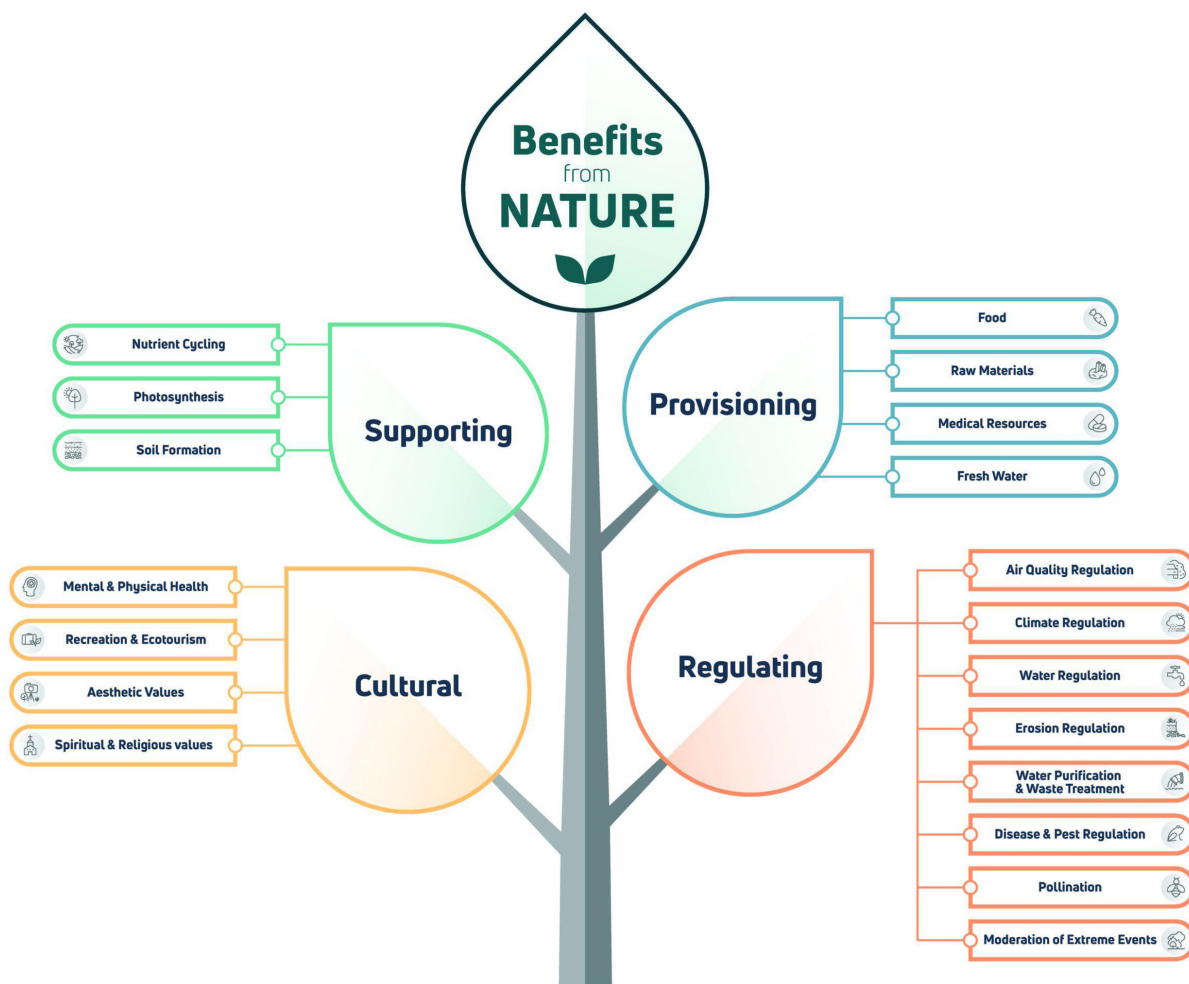 Benefits
from
NATURE
Supporting
Nutrient Cycling
Photosynthesis
Soil Formation
Provisioning
Food
Raw Materials
Medical Resources
Fresh Water
Cultural
Mental & Physical Health
Recreation & Ecotourism
Aesthetic Values
Spiritual & Religious values
Regulating
Air Quality Regulation
Climate Regulation
Water Regulation
Erosion Regulation
Water Purification
& Waste Treatment
Disease & Pest Regulation
Pollination
Moderation of Extreme Events